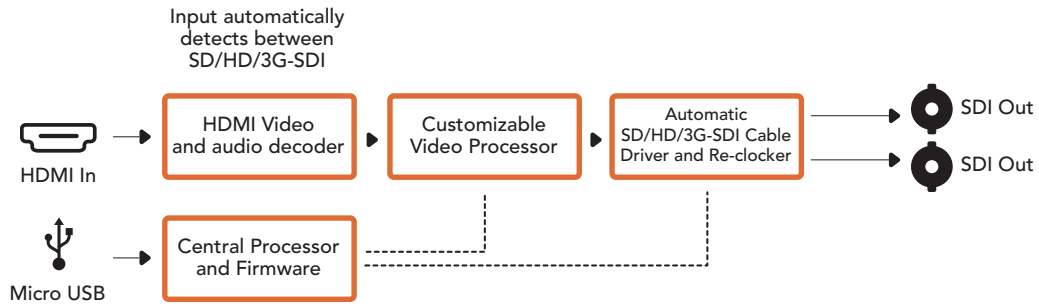 Input automatically
detects between
SD/HD/3G-SDI
HDMI In
HDMI Video
and audio decoder
Customizable
Video Processor
Automatic
SD/HD/3G-SDI Cable
Driver and Re-clocker
SDI Out
SDI Out
Micro USB
Central Processor
and Firmware